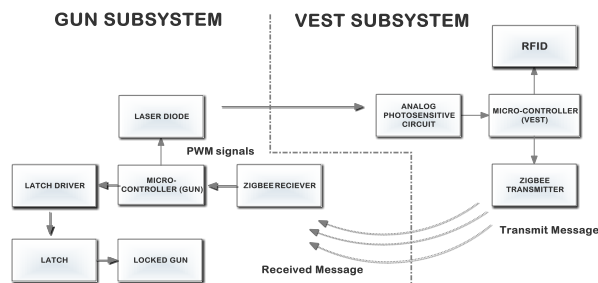 GUN SUBSYSTEM
VEST SUBSYSTEM
RFID
LASER DIODE
ANALOG
PHOTOSENSITIVE
CIRCUIT
MICRO-CONTROLLER
(VEST)
PWM signals
LATCH DRIVER
MICRO-
CONTROLLER (GUN)
ZIGBEE RECIEVER
ZIGBEE
TRANSMITTER
Transmit Message
LATCH
LOCKED GUN
Received Message